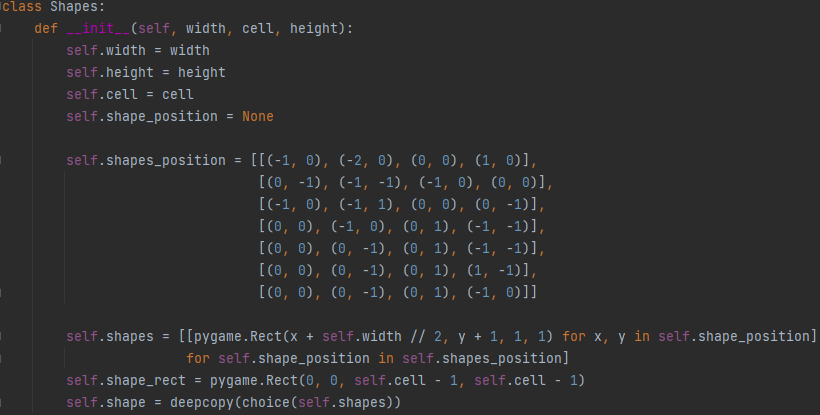 class Shapes:
    def __init__(self, width, cell, height):
        self.width = width
        self.height = height
        self.cell = cell
        self.shape_position = None

        self.shapes_position = [[(-1, 0), (-2, 0), (0, 0), (1, 0)],
                                [(0, -1), (-1, -1), (-1, 0), (0, 0)],
                                [(-1, 0), (-1, 1), (0, 0), (0, -1)],
                                [(0, 0), (-1, 0), (0, 1), (-1, -1)],
                                [(0, 0), (0, -1), (0, 1), (-1, -1)],
                                [(0, 0), (0, -1), (0, 1), (1, -1)],
                                [(0, 0), (0, -1), (0, 1), (-1, 0)]]

        self.shapes = [[pygame.Rect(x + self.width // 2, y + 1, 1, 1) for x, y in self.shape_position]
                       for self.shape_position in self.shapes_position]
        self.shape_rect = pygame.Rect(0, 0, self.cell - 1, self.cell - 1)
        self.shape = deepcopy(choice(self.shapes))